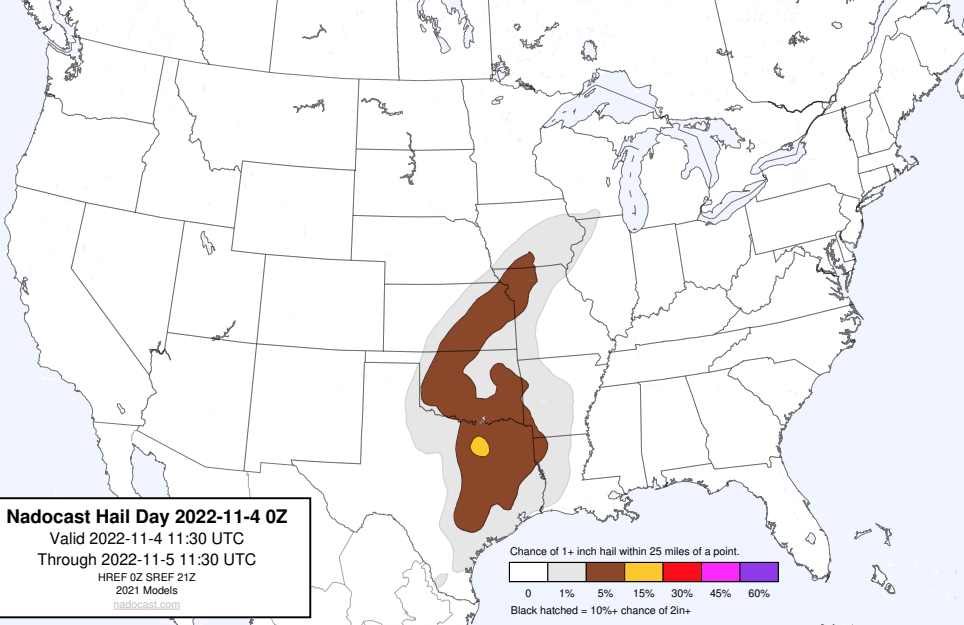 Nadocast Hail Day 2022-11-4 0Z
Valid 2022-11-4 11:30 UTC
Through 2022-11-5 11:30 UTC
HREF 0Z SREF 21Z
2021 Models
nadocast.com
Chance of 1+ inch hail within 25 miles of a point.
0 1% 5% 15% 30% 45% 60%
Black hatched = 10%+ chance of 2in+